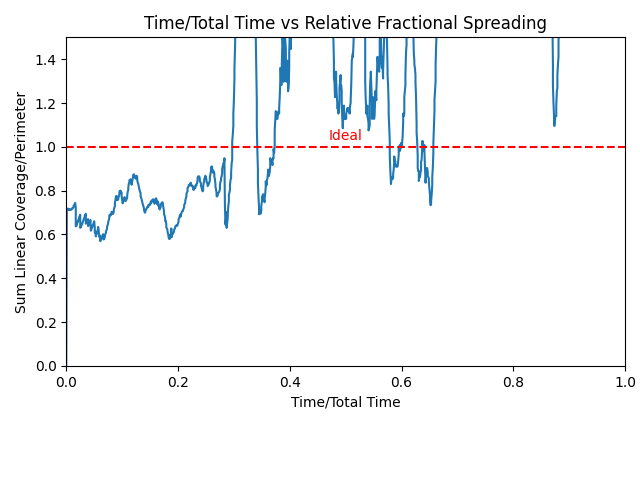 Time/Total Time vs Relative Fractional Spreading
Sum Linear Coverage/Perimeter
1.4
1.2
1.0
0.8
0.6
0.4
0.2
0.0
Ideal
0.0 0.2 0.4 0.6 0.8 1.0
Time/Total Time